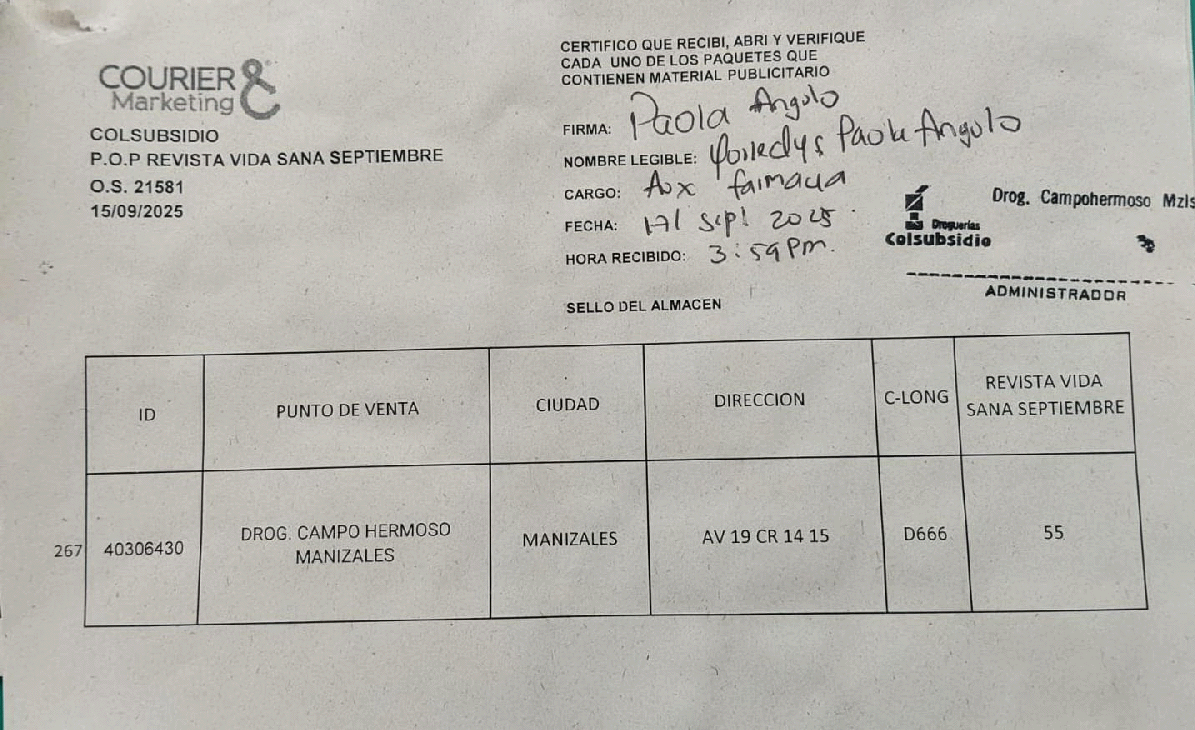 COURIER &
Marketing
COLSUBSIDIO
P.O.P REVISTA VIDA SANA SEPTIEMBRE
O.S. 21581
15/09/2025
CERTIFICO QUE RECIBI, ABRI Y VERIFIQUE
CADA UNO DE LOS PAQUETES QUE
CONTIENEN MATERIAL PUBLICITARIO
FIRMA: Paola Angulo
NOMBRE LEGIBLE: Paola Angulo
CARGO: Aux farmacia
FECHA: 17/ Sept 2025
HORA RECIBIDO: 3:59 Pm.
SELLO DEL ALMACEN
Drog. Campohermoso Mzls
Droguerías
Colsubsidio
ADMINISTRADOR
ID PUNTO DE VENTA CIUDAD DIRECCION C-LONG REVISTA VIDA SANA SEPTIEMBRE
267 40306430 DROG. CAMPO HERMOSO MANIZALES MANIZALES AV 19 CR 14 15 D666 55